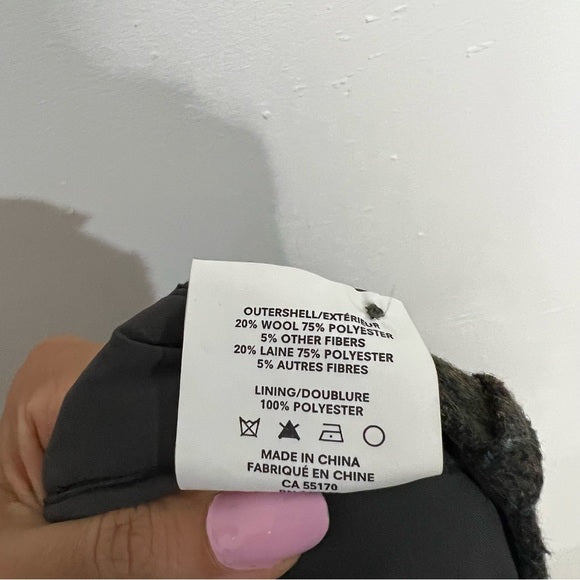 OUTERSHELL/EXTÉRIEUR
20% WOOL 75% POLYESTER
5% OTHER FIBERS
20% LAINE 75% POLYESTER
5% AUTRES FIBRES
LINING/DOUBLURE
100% POLYESTER
MADE IN CHINA
FABRIQUÉ EN CHINE
CA 55170